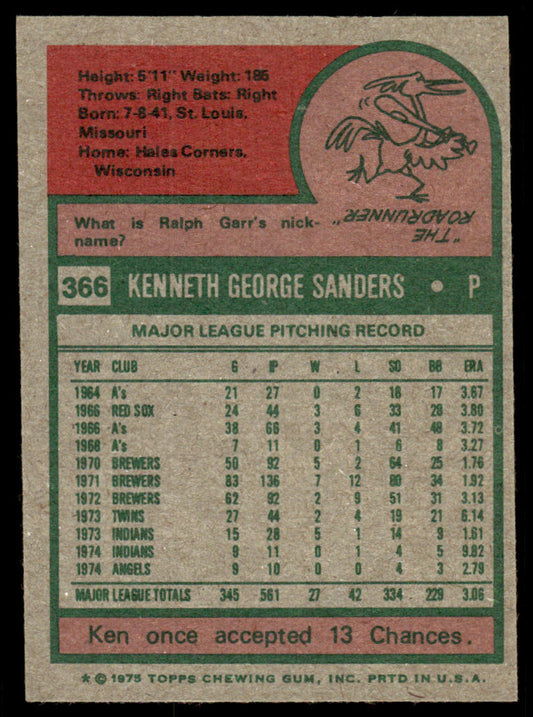 Height: 5'11" Weight: 185
Throws: Right Bats: Right
Born: 7-8-41, St. Louis,
Missouri
Home: Hales Corners,
Wisconsin
What is Ralph Garr's nick-
name?
"THE
ROADRUNNER"
366 KENNETH GEORGE SANDERS • P
MAJOR LEAGUE PITCHING RECORD
YEAR CLUB G IP W L SO BB ERA
1964 A's 21 27 0 2 18 17 3.67
1966 RED SOX 24 44 3 6 33 28 3.80
1966 A's 38 66 3 4 41 48 3.72
1968 A's 7 11 0 1 6 8 3.27
1970 BREWERS 50 92 5 2 64 25 1.76
1971 BREWERS 83 136 7 12 80 34 1.92
1972 BREWERS 62 92 2 9 51 31 3.13
1973 TWINS 27 44 2 4 19 21 6.14
1973 INDIANS 15 28 5 1 14 9 1.61
1974 INDIANS 9 11 0 1 4 5 9.82
1974 ANGELS 9 10 0 0 4 3 2.79
MAJOR LEAGUE TOTALS 345 561 27 42 334 229 3.06
Ken once accepted 13 Chances.
* © 1975 TOPPS CHEWING GUM, INC. PRTD IN U.S.A.